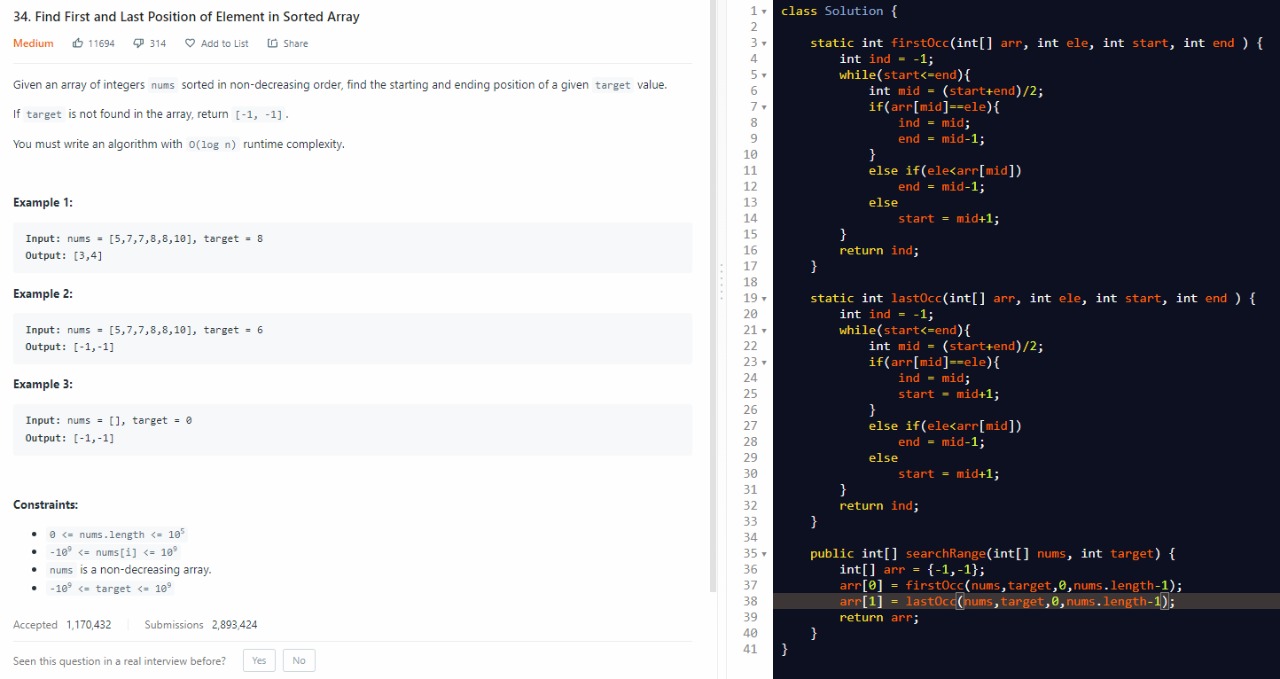 34. Find First and Last Position of Element in Sorted Array
Medium 11694 314 Add to List Share
Given an array of integers nums sorted in non-decreasing order, find the starting and ending position of a given target value.
If target is not found in the array, return [-1, -1].
You must write an algorithm with O(log n) runtime complexity.
Example 1:
Input: nums = [5,7,7,8,8,10], target = 8
Output: [3,4]
Example 2:
Input: nums = [5,7,7,8,8,10], target = 6
Output: [-1,-1]
Example 3:
Input: nums = [], target = 0
Output: [-1,-1]
Constraints:
• 0 <= nums.length <= 10⁵
• -10⁹ <= nums[i] <= 10⁹
• nums is a non-decreasing array.
• -10⁹ <= target <= 10⁹
Accepted 1,170,432 Submissions 2,893,424
Seen this question in a real interview before? Yes No
1 class Solution {
2
3     static int firstOcc(int[] arr, int ele, int start, int end ) {
4         int ind = -1;
5         while(start<=end){
6             int mid = (start+end)/2;
7             if(arr[mid]==ele){
8                 ind = mid;
9                 end = mid-1;
10             }
11             else if(ele<arr[mid])
12                 end = mid-1;
13             else
14                 start = mid+1;
15         }
16         return ind;
17     }
18
19     static int lastOcc(int[] arr, int ele, int start, int end ) {
20         int ind = -1;
21         while(start<=end){
22             int mid = (start+end)/2;
23             if(arr[mid]==ele){
24                 ind = mid;
25                 start = mid+1;
26             }
27             else if(ele<arr[mid])
28                 end = mid-1;
29             else
30                 start = mid+1;
31         }
32         return ind;
33     }
34
35     public int[] searchRange(int[] nums, int target) {
36         int[] arr = {-1,-1};
37         arr[0] = firstOcc(nums,target,0,nums.length-1);
38         arr[1] = lastOcc(nums,target,0,nums.length-1);
39         return arr;
40     }
41 }